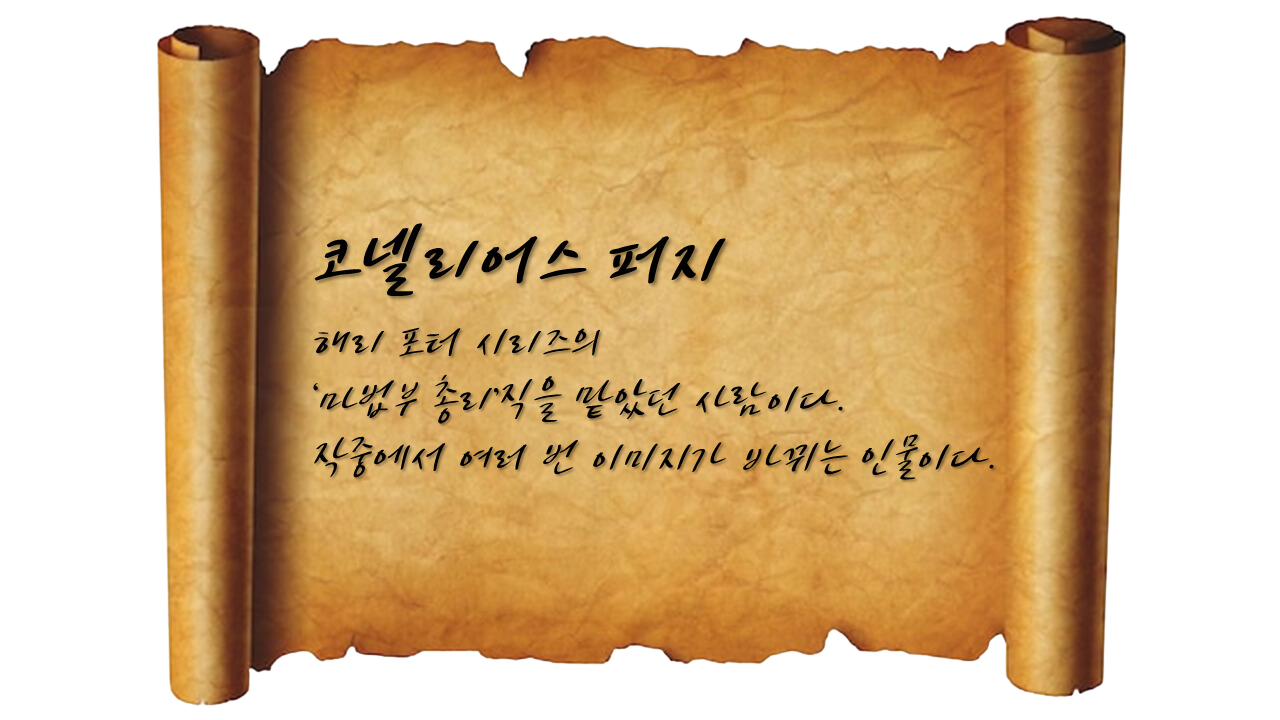 코넬리어스 퍼지
해리 포터 시리즈의
‘마법부 총리’직을 맡았던 사람이다.
작중에서 여러 번 이미지가 바뀌는 인물이다.